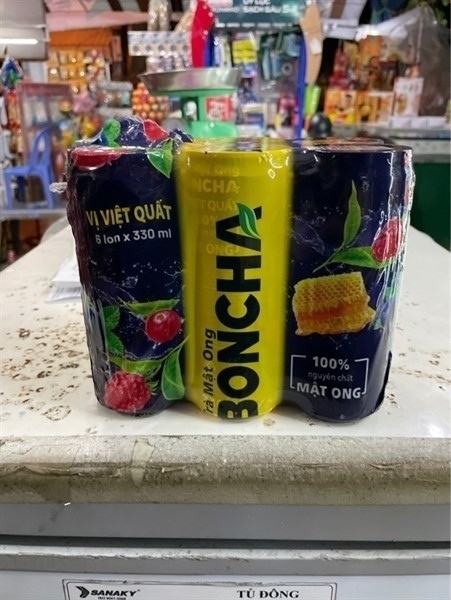 VỊ VIỆT QUẤT
6 lon x 330 ml
BONCHA
Trà Mật Ong
100%
nguyên chất
MẬT ONG
SANAKY
TỦ ĐÔNG